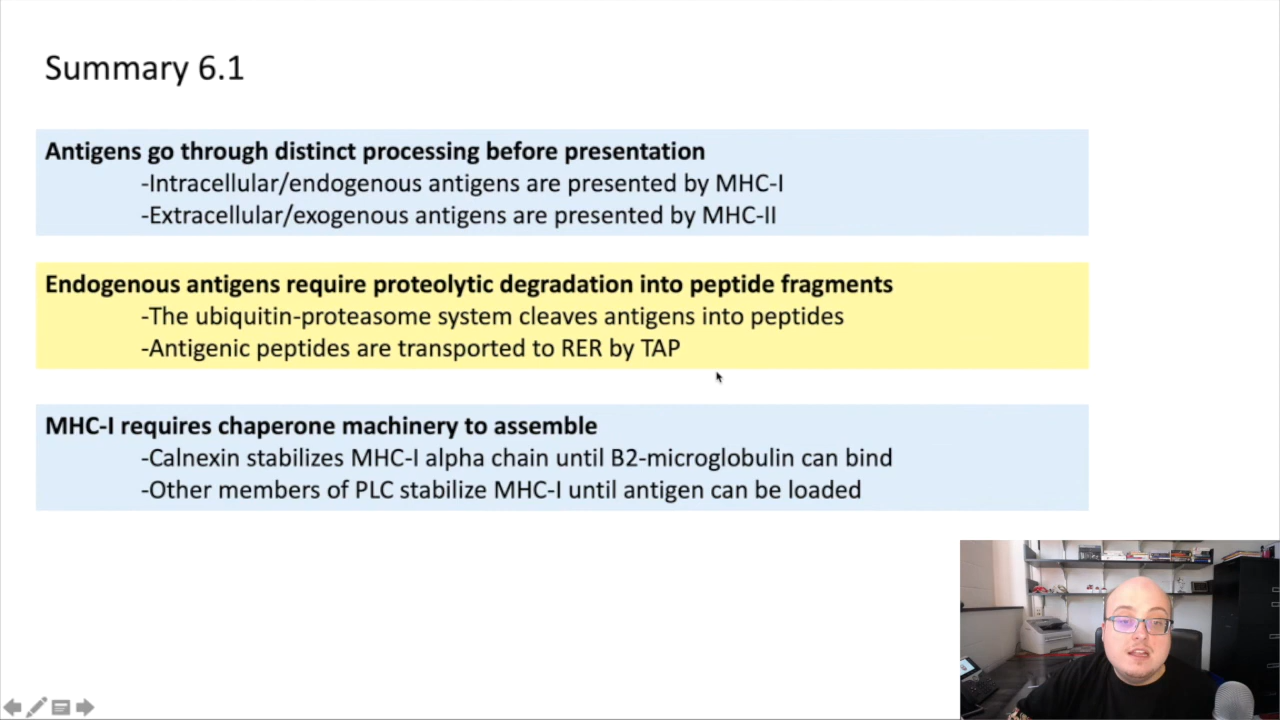 Summary 6.1
Antigens go through distinct processing before presentation
-Intracellular/endogenous antigens are presented by MHC-I
-Extracellular/exogenous antigens are presented by MHC-II
Endogenous antigens require proteolytic degradation into peptide fragments
-The ubiquitin-proteasome system cleaves antigens into peptides
-Antigenic peptides are transported to RER by TAP
MHC-I requires chaperone machinery to assemble
-Calnexin stabilizes MHC-I alpha chain until B2-microglobulin can bind
-Other members of PLC stabilize MHC-I until antigen can be loaded